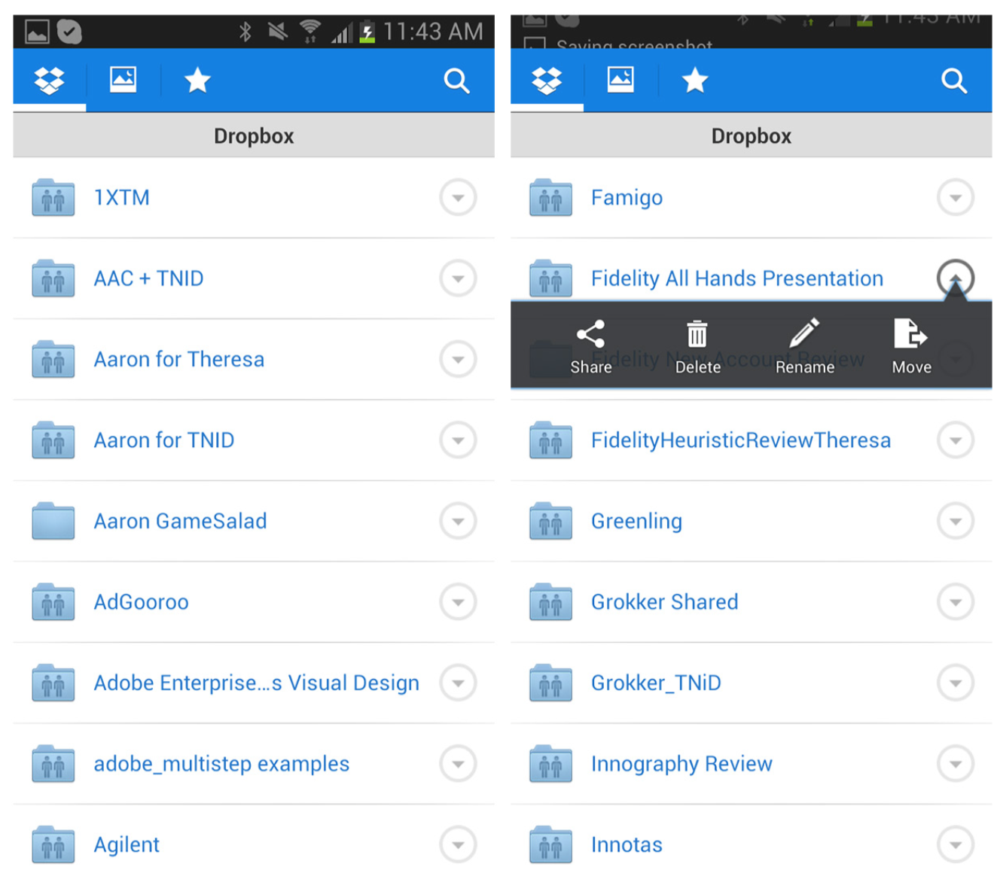 11:43 AM
Dropbox
1XTM
AAC + TNID
Aaron for Theresa
Aaron for TNID
Aaron GameSalad
AdGooroo
Adobe Enterprise...s Visual Design
adobe_multistep examples
Agilent
11:43 AM
Saving screenshot
Dropbox
Famigo
Fidelity All Hands Presentation
Fidelity New Account Review
Share
Delete
Rename
Move
FidelityHeuristicReviewTheresa
Greenling
Grokker Shared
Grokker_TNiD
Innography Review
Innotas